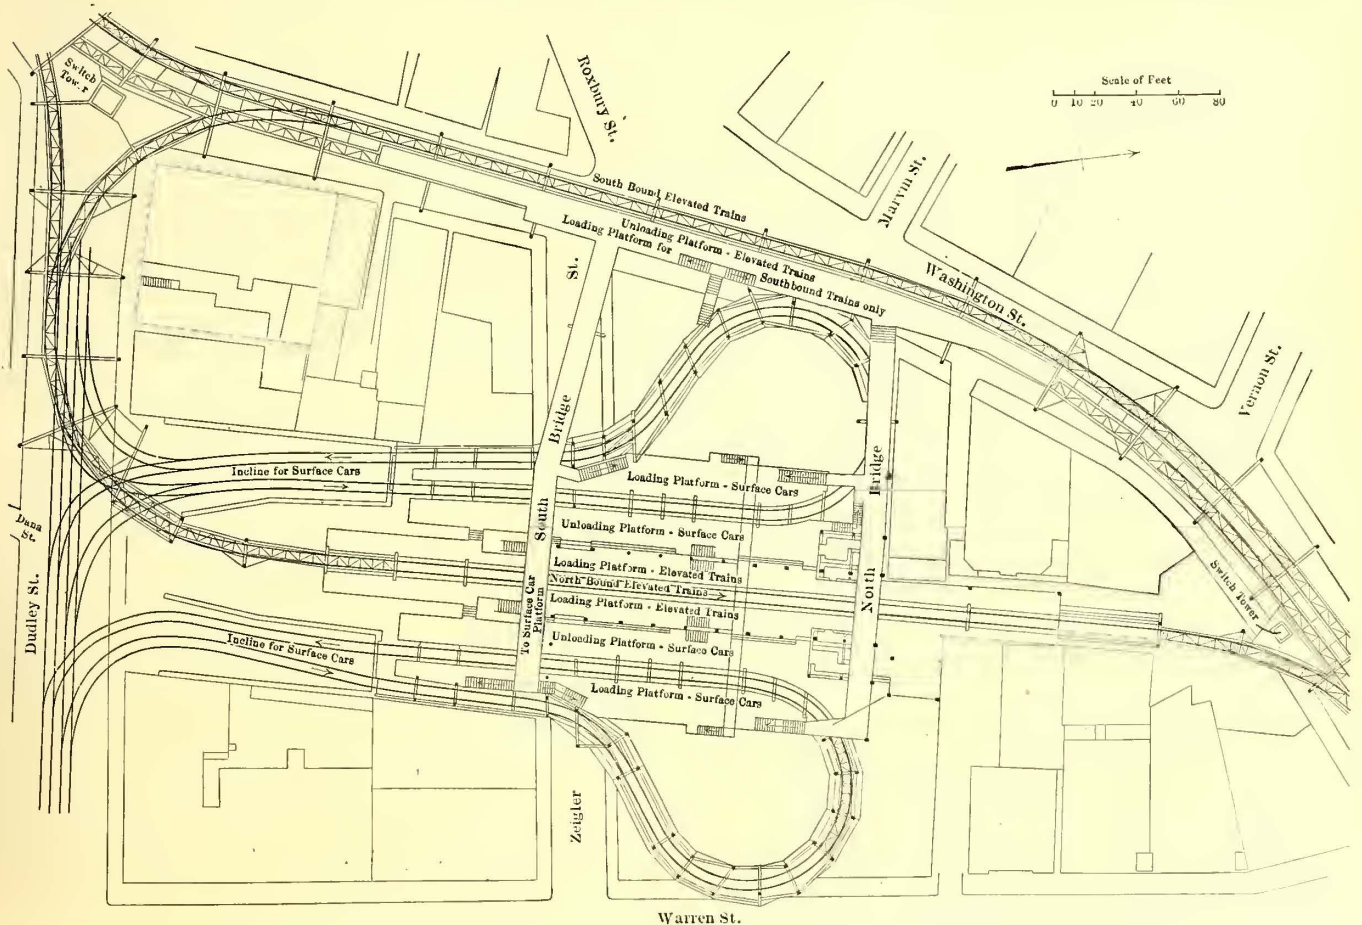 Switch
Tower
Roxbury St.
Scale of Feet
0 10 20 40 60 80
Marvin St.
South Bound Elevated Trains
Unloading Platform - Elevated Trains
Loading Platform for
Southbound Trains only
Washington St.
Vernon St.
St.
Bridge
South
Bridge
North
Incline for Surface Cars
Loading Platform - Surface Cars
Unloading Platform - Surface Cars
Loading Platform - Elevated Trains
North Bound Elevated Trains
Loading Platform - Elevated Trains
Unloading Platform - Surface Cars
Loading Platform - Surface Cars
To Surface Car
Platform
Switch Tower
Dana
St.
Dudley St.
Incline for Surface Cars
Zeigler
Warren St.